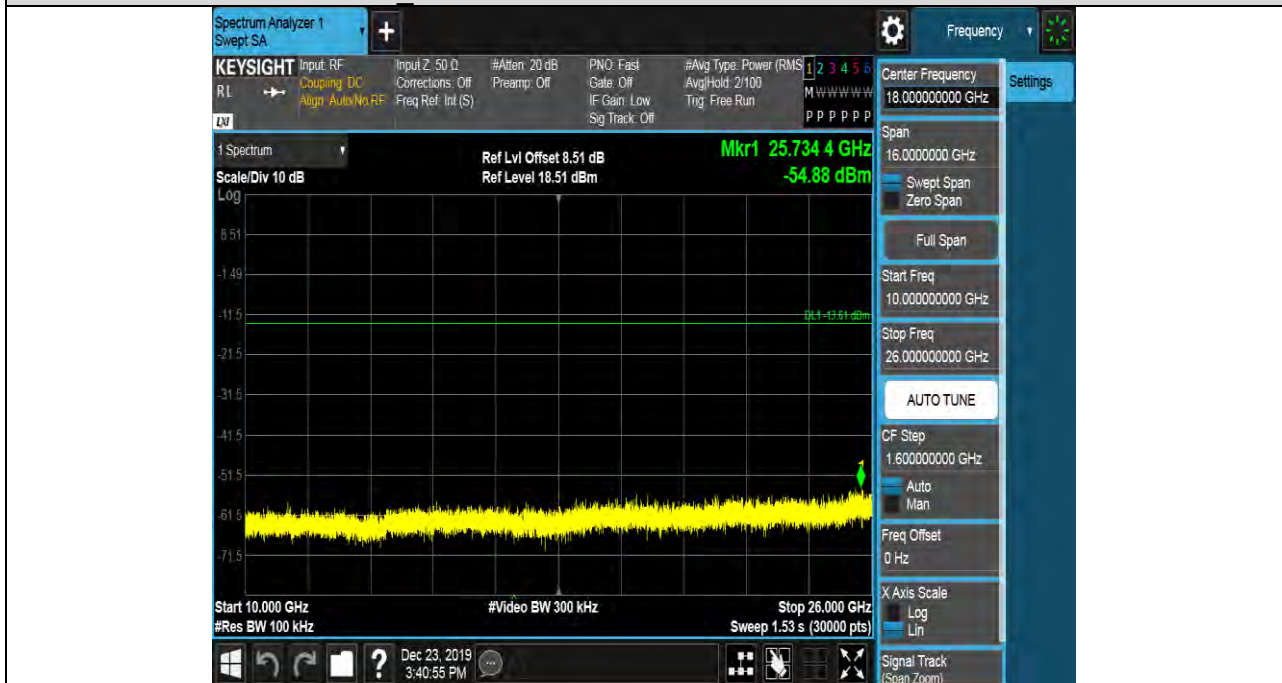 Spectrum Analyzer 1
Swept SA
+
Frequency
KEYSIGHT
RL
LXI
Input: RF
Coupling: DC
Align: Auto/No RF
Input Z: 50 Ω
Corrections: Off
Freq Ref: Int (S)
#Atten: 20 dB
Preamp: Off
PNO: Fast
Gate: Off
IF Gain: Low
Sig Track: Off
#Avg Type: Power (RMS
Avg|Hold: 2/100
Trig: Free Run
1 2 3 4 5 6
M W W W W W
P P P P P P
1 Spectrum
Scale/Div 10 dB
Log
Ref Lvl Offset 8.51 dB
Ref Level 18.51 dBm
Mkr1 25.734 4 GHz
-54.88 dBm
8.51
-1.49
-11.5
DL1 -13.61 dBm
-21.5
-31.5
-41.5
-51.5
1
-61.5
-71.5
Start 10.000 GHz
#Video BW 300 kHz
Stop 26.000 GHz
#Res BW 100 kHz
Sweep 1.53 s (30000 pts)
?
Dec 23, 2019
3:40:55 PM
Center Frequency
18.000000000 GHz
Settings
Span
16.0000000 GHz
Swept Span
Zero Span
Full Span
Start Freq
10.000000000 GHz
Stop Freq
26.000000000 GHz
AUTO TUNE
CF Step
1.600000000 GHz
Auto
Man
Freq Offset
0 Hz
X Axis Scale
Log
Lin
Signal Track
(Span Zoom)